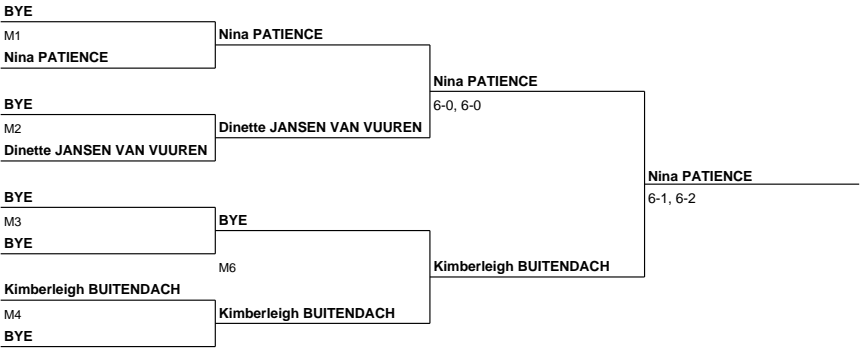 BYE
M1
Nina PATIENCE
Nina PATIENCE
Nina PATIENCE
6-0, 6-0
BYE
M2
Dinette JANSEN VAN VUUREN
Dinette JANSEN VAN VUUREN
Nina PATIENCE
6-1, 6-2
BYE
M3
BYE
BYE
M6
Kimberleigh BUITENDACH
Kimberleigh BUITENDACH
M4
Kimberleigh BUITENDACH
BYE